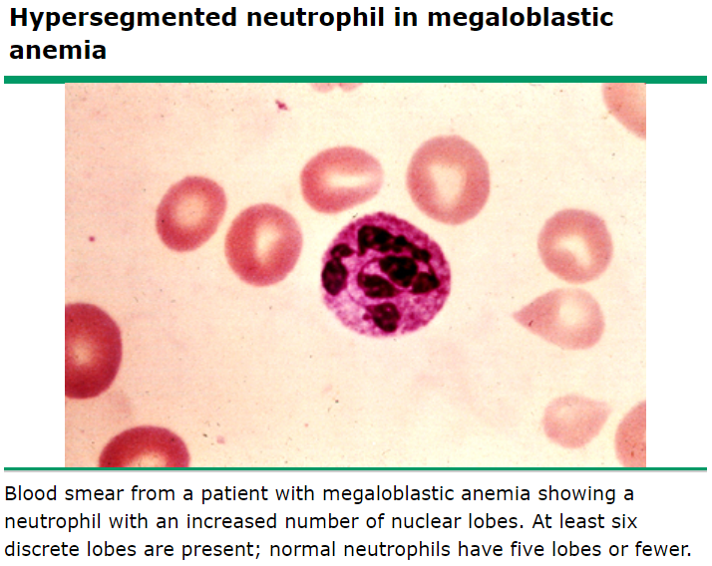 Hypersegmented neutrophil in megaloblastic
anemia
Blood smear from a patient with megaloblastic anemia showing a
neutrophil with an increased number of nuclear lobes. At least six
discrete lobes are present; normal neutrophils have five lobes or fewer.